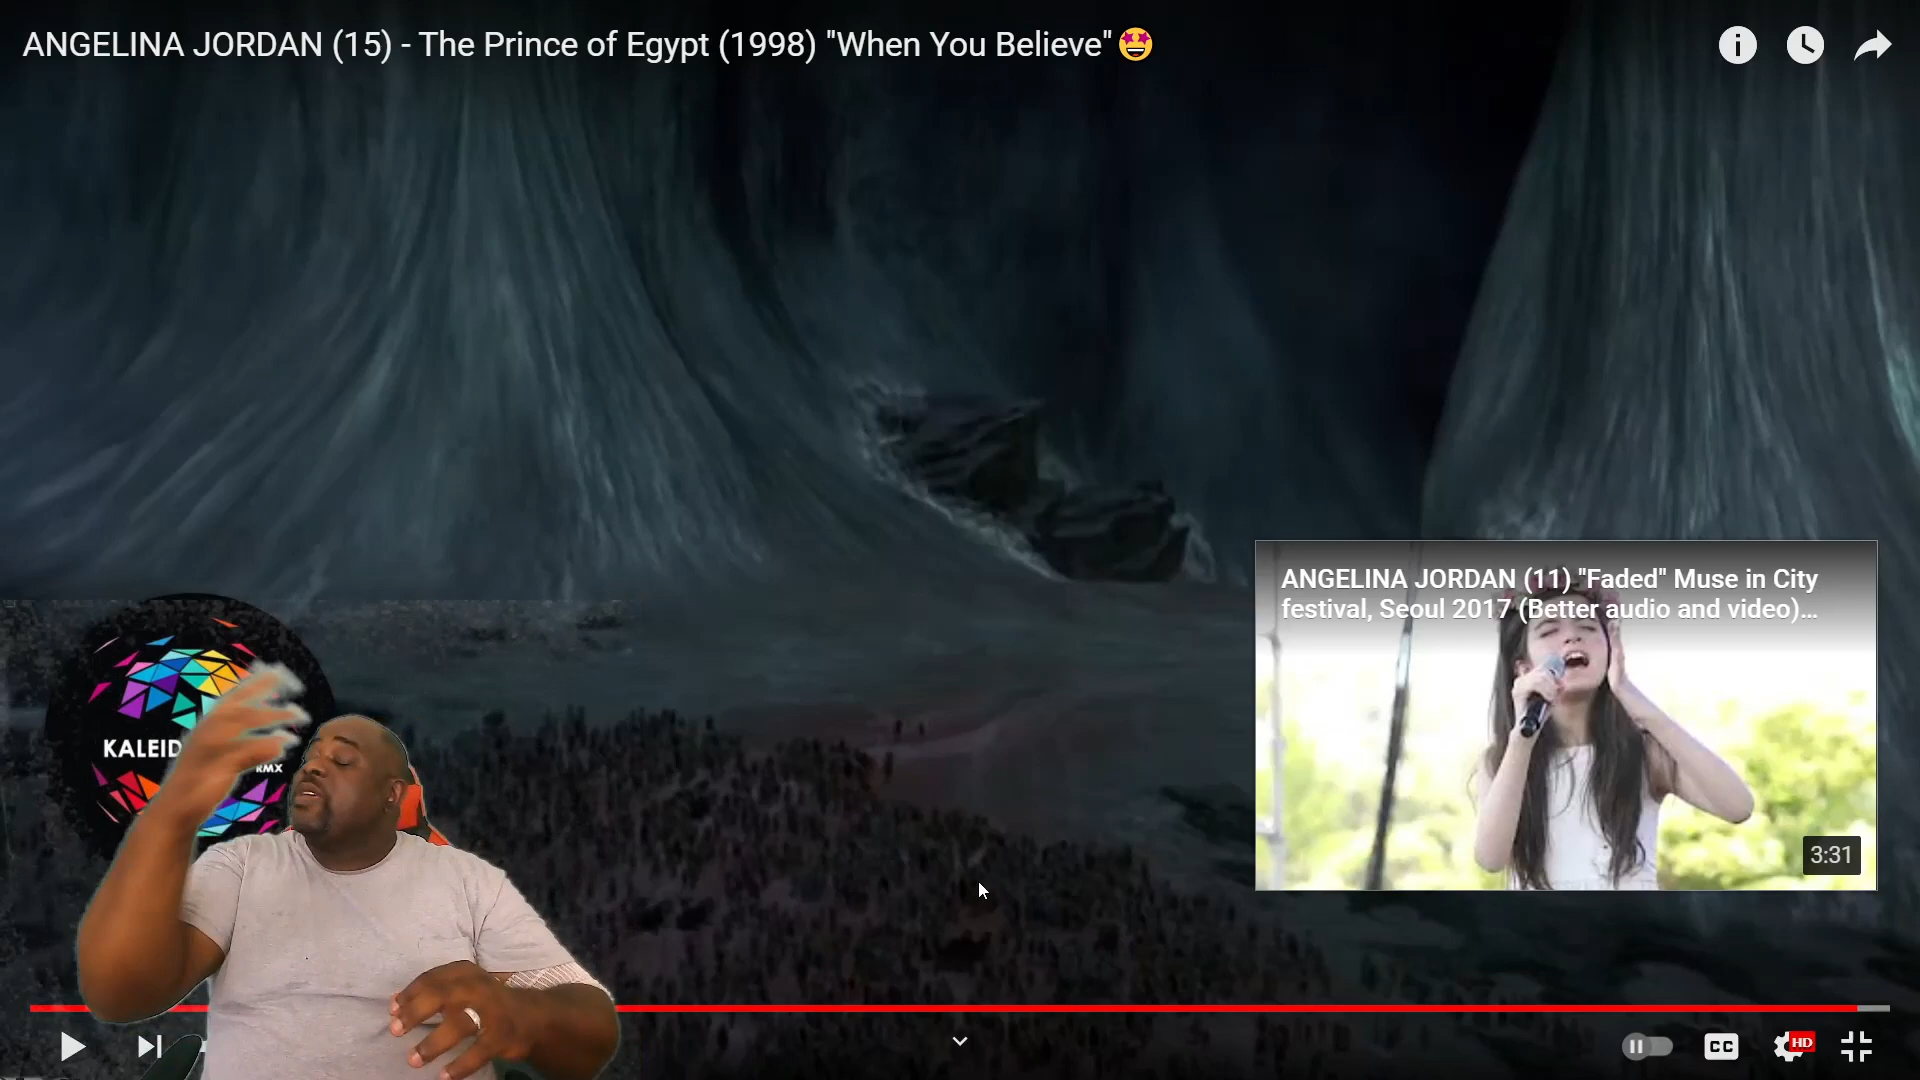 ANGELINA JORDAN (15) - The Prince of Egypt (1998) "When You Believe"🤩
ANGELINA JORDAN (11) "Faded" Muse in City
festival, Seoul 2017 (Better audio and video)...
KALEID
RMX
3:31
CC
HD